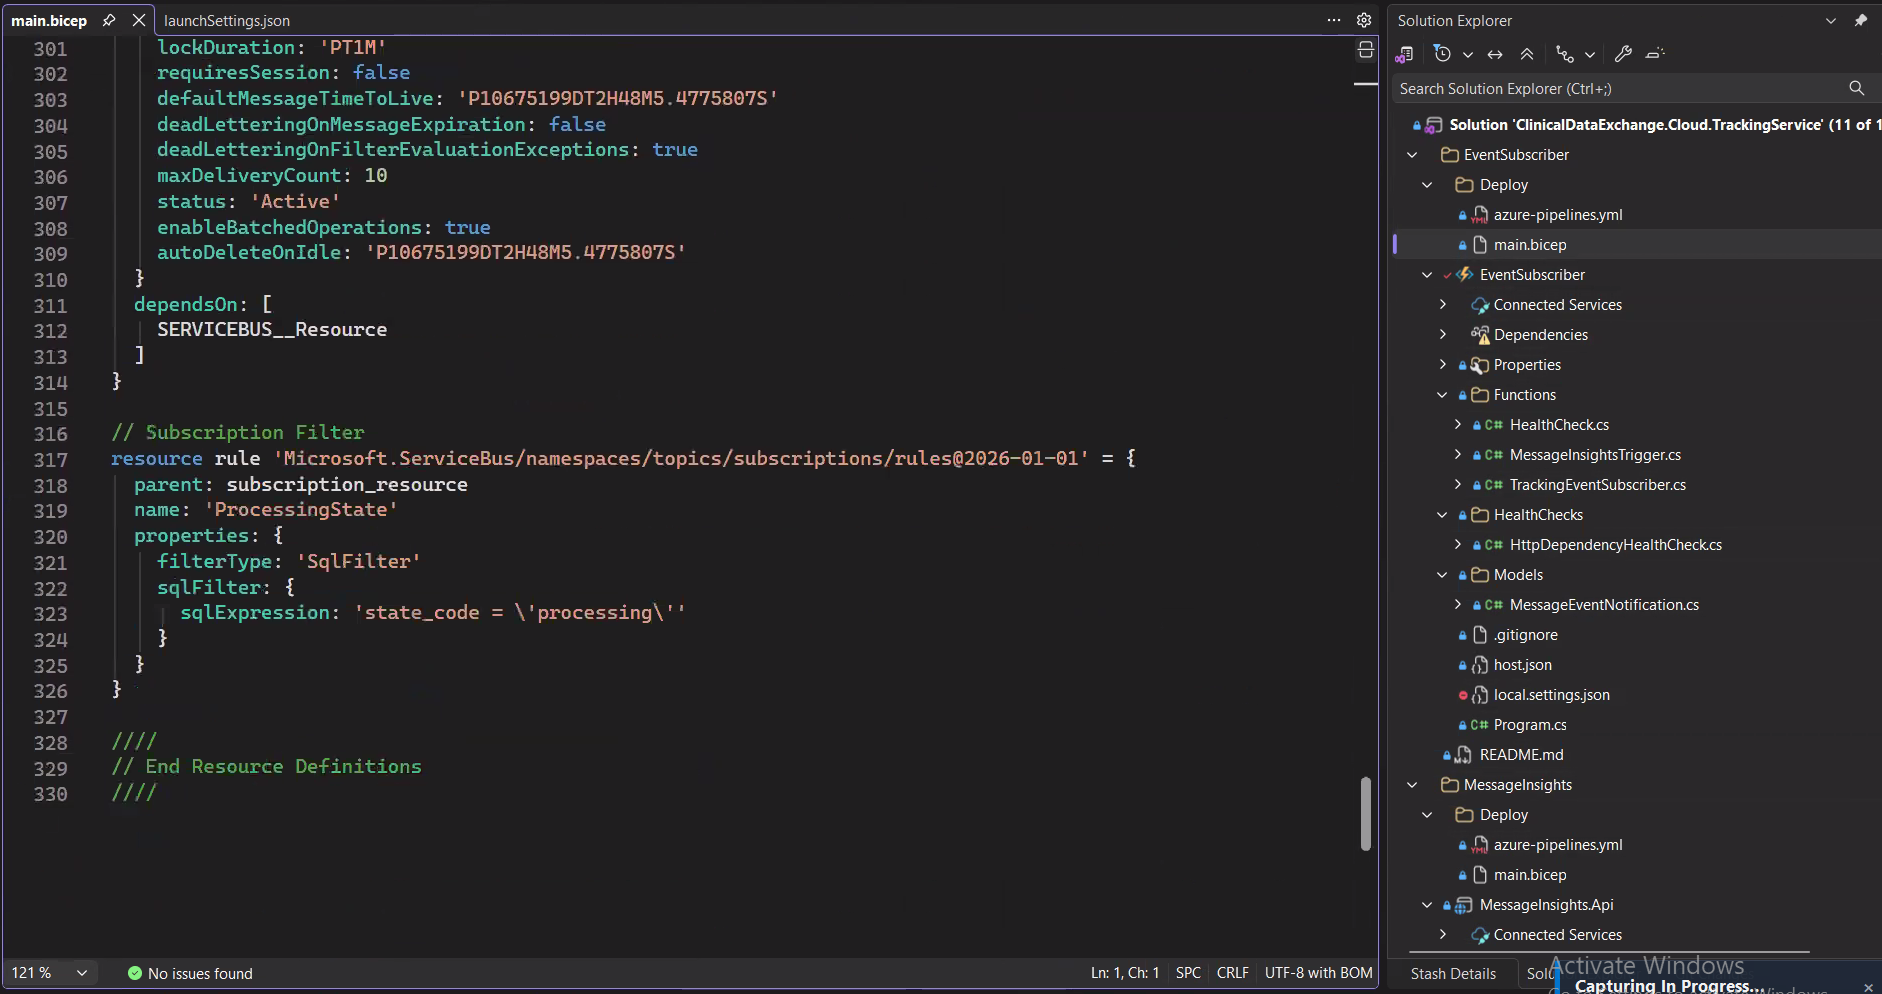 main.bicep
launchSettings.json
301 lockDuration: 'PT1M'
302 requiresSession: false
303 defaultMessageTimeToLive: 'P10675199DT2H48M5.4775807S'
304 deadLetteringOnMessageExpiration: false
305 deadLetteringOnFilterEvaluationExceptions: true
306 maxDeliveryCount: 10
307 status: 'Active'
308 enableBatchedOperations: true
309 autoDeleteOnIdle: 'P10675199DT2H48M5.4775807S'
310 }
311 dependsOn: [
312 SERVICEBUS__Resource
313 ]
314 }
315
316 // Subscription Filter
317 resource rule 'Microsoft.ServiceBus/namespaces/topics/subscriptions/rules@2026-01-01' = {
318 parent: subscription_resource
319 name: 'ProcessingState'
320 properties: {
321 filterType: 'SqlFilter'
322 sqlFilter: {
323 sqlExpression: 'state_code = \'processing\''
324 }
325 }
326 }
327
328 ////
329 // End Resource Definitions
330 ////
121 %
No issues found
Ln: 1, Ch: 1 SPC CRLF UTF-8 with BOM
Solution Explorer
Search Solution Explorer (Ctrl+;)
Solution 'ClinicalDataExchange.Cloud.TrackingService' (11 of 1
EventSubscriber
Deploy
azure-pipelines.yml
main.bicep
EventSubscriber
Connected Services
Dependencies
Properties
Functions
C# HealthCheck.cs
C# MessageInsightsTrigger.cs
C# TrackingEventSubscriber.cs
HealthChecks
C# HttpDependencyHealthCheck.cs
Models
C# MessageEventNotification.cs
.gitignore
host.json
local.settings.json
C# Program.cs
README.md
MessageInsights
Deploy
azure-pipelines.yml
main.bicep
MessageInsights.Api
Connected Services
Stash Details
Activate Windows
Capturing In Progress...